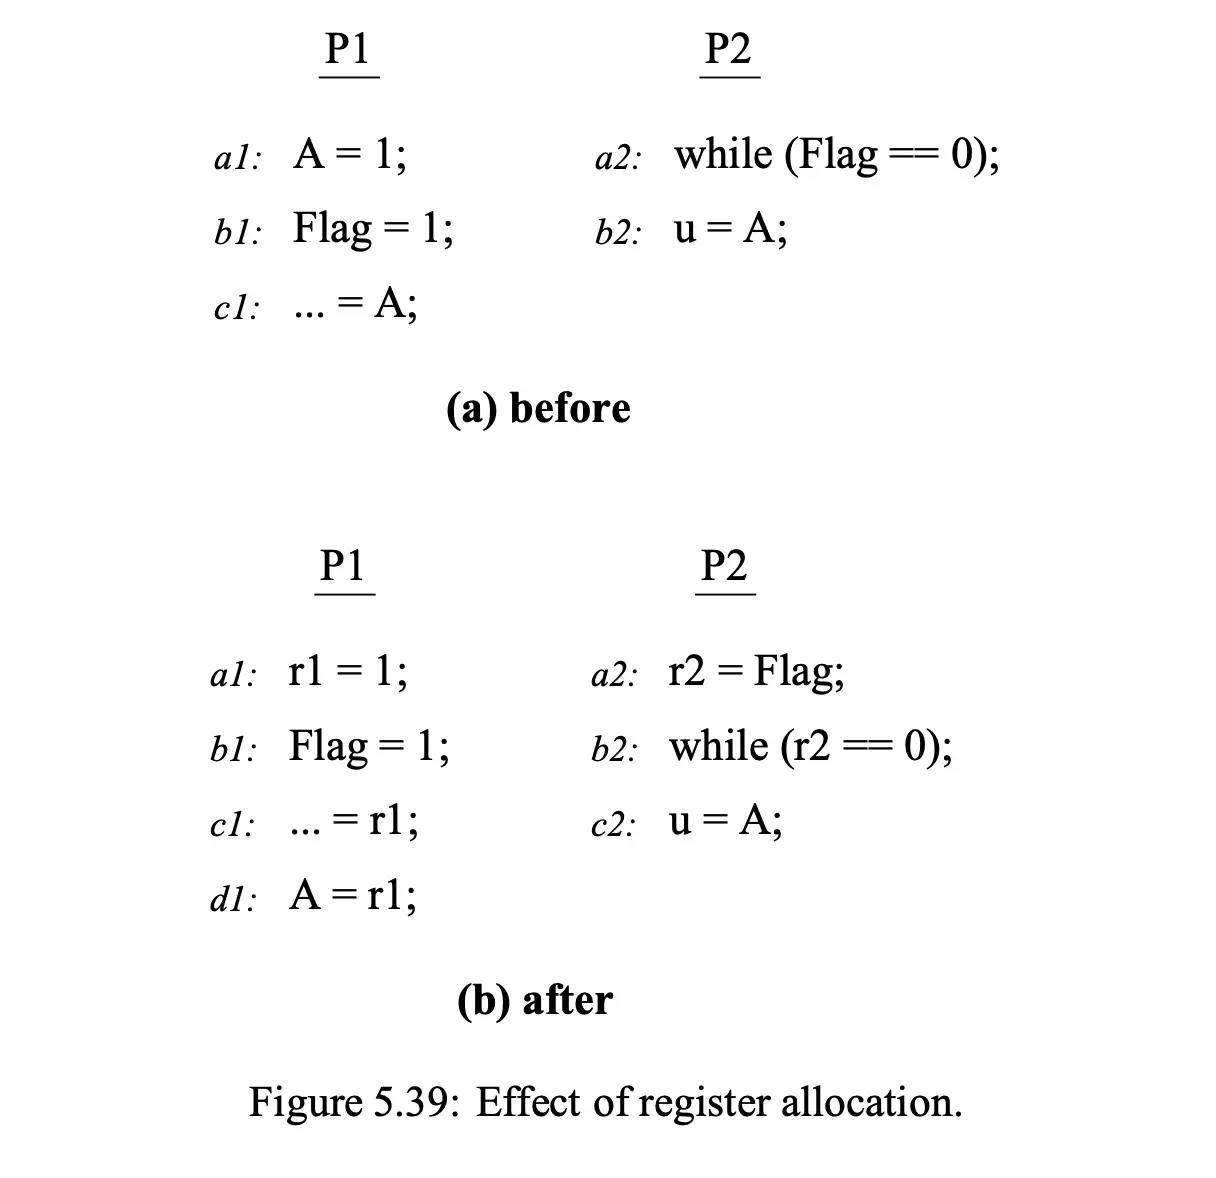 P1 P2
a1: A = 1; a2: while (Flag == 0);
b1: Flag = 1; b2: u = A;
c1: ... = A;
(a) before
P1 P2
a1: r1 = 1; a2: r2 = Flag;
b1: Flag = 1; b2: while (r2 == 0);
c1: ... = r1; c2: u = A;
d1: A = r1;
(b) after
Figure 5.39: Effect of register allocation.